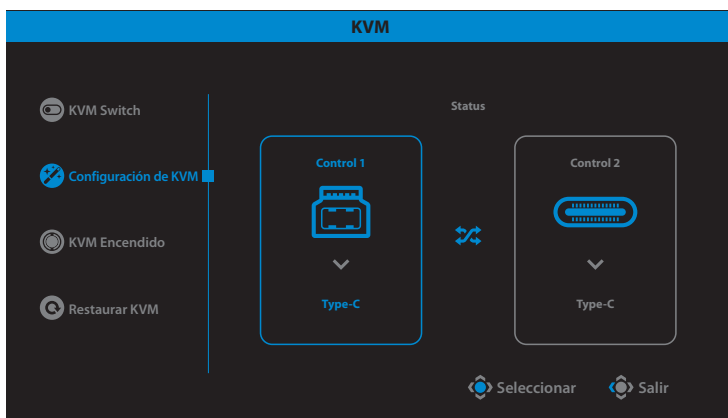 KVM
KVM Switch
Configuración de KVM
KVM Encendido
Restaurar KVM
Status
Control 1
Type-C
Control 2
Type-C
Seleccionar
Salir